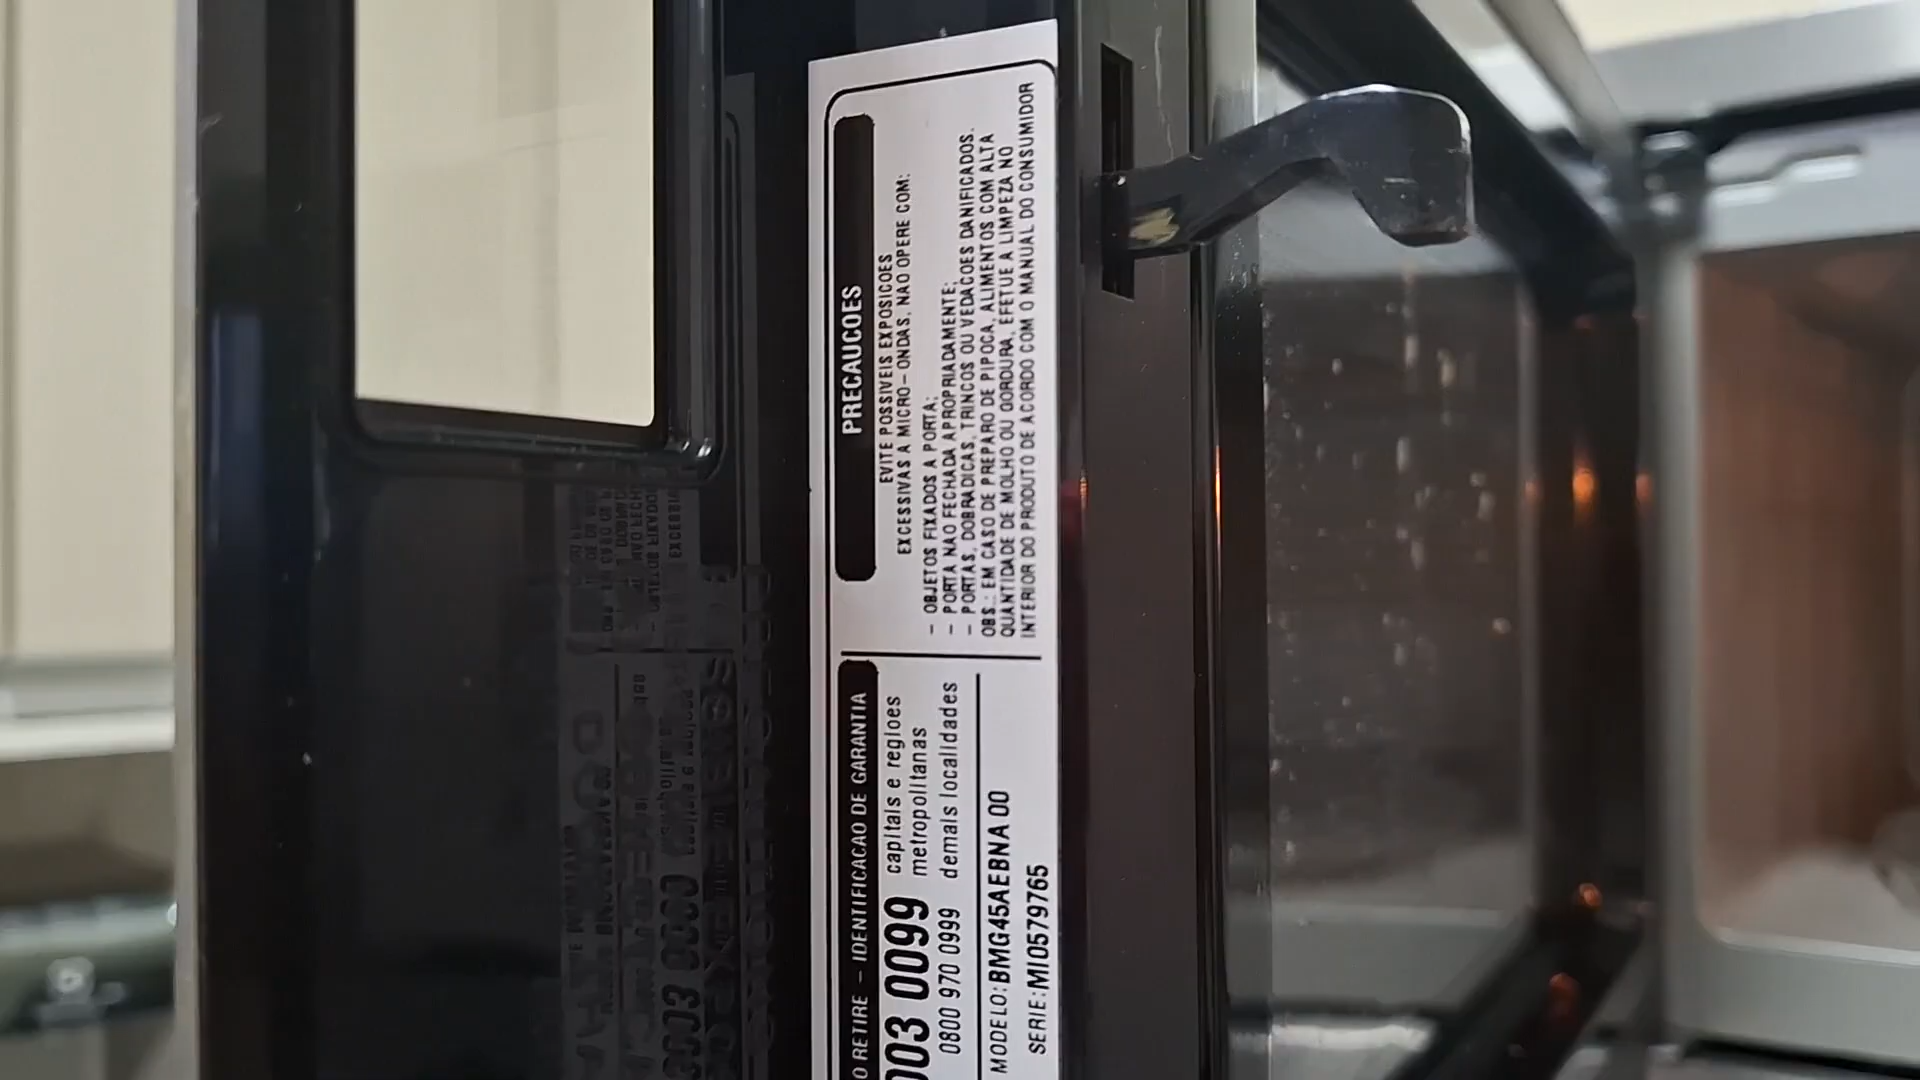 PRECAUCOES
EVITE POSSIVEIS EXPOSICOES
EXCESSIVAS A MICRO-ONDAS, NAO OPERE COM:
- OBJETOS FIXADOS A PORTA;
- PORTA NAO FECHADA APROPRIADAMENTE;
- PORTAS, DOBRADICAS, TRINCOS OU VEDACOES DANIFICADOS.
OBS.: EM CASO DE PREPARO DE PIPOCA, ALIMENTOS COM ALTA
QUANTIDADE DE MOLHO OU GORDURA, EFETUE A LIMPEZA NO
INTERIOR DO PRODUTO DE ACORDO COM O MANUAL DO CONSUMIDOR
O RETIRE - IDENTIFICACAO DE GARANTIA
003 0099 capitais e regioes
metropolitanas
0800 970 0999 demais localidades
MODELO: BMG45AEBNA 00
SERIE: MI0579765